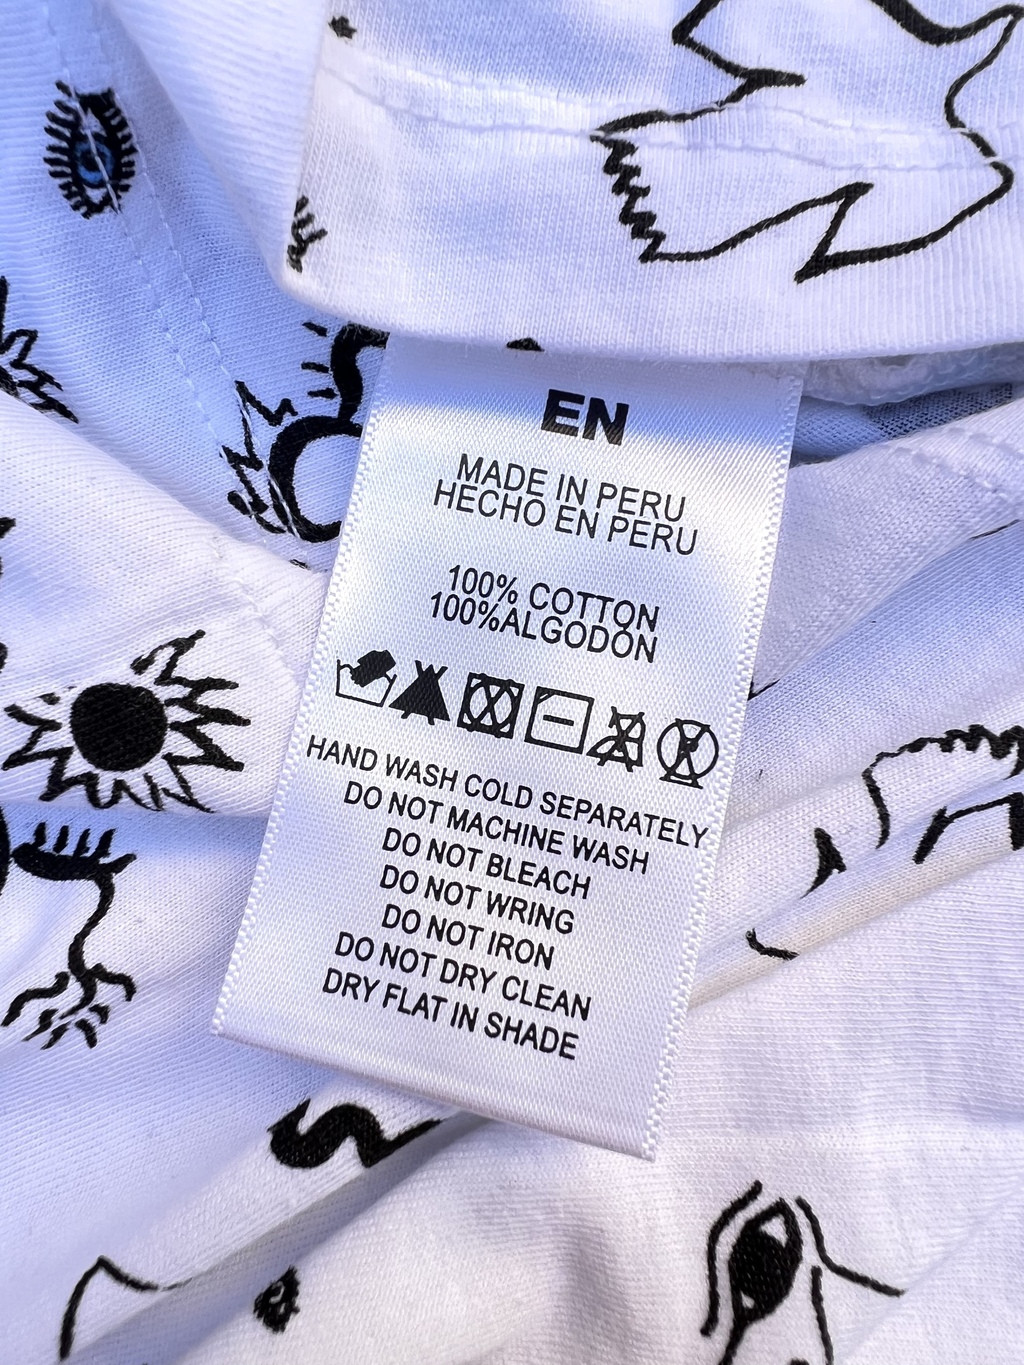 EN
MADE IN PERU
HECHO EN PERU
100% COTTON
100%ALGODÓN
HAND WASH COLD SEPARATELY
DO NOT MACHINE WASH
DO NOT BLEACH
DO NOT WRING
DO NOT IRON
DO NOT DRY CLEAN
DRY FLAT IN SHADE